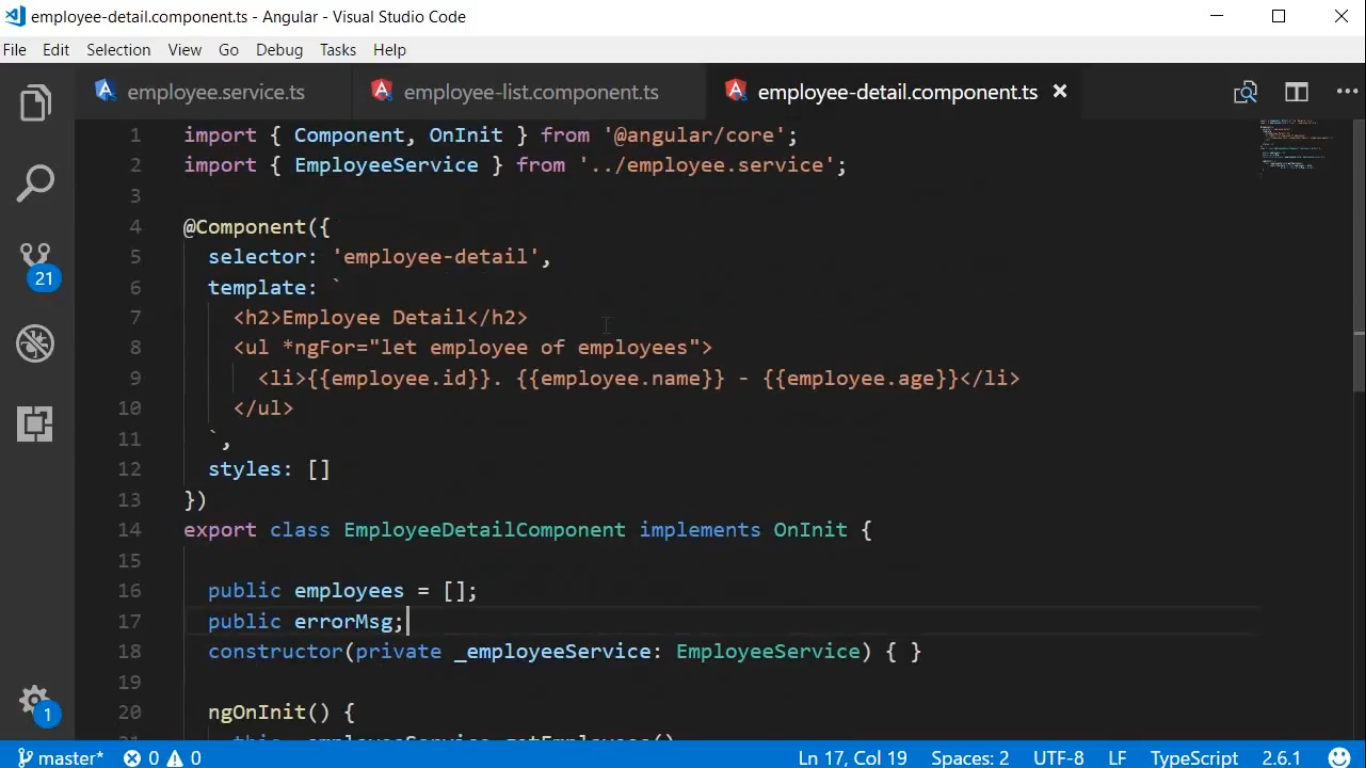 employee-detail.component.ts - Angular - Visual Studio Code
File Edit Selection View Go Debug Tasks Help
employee.service.ts employee-list.component.ts employee-detail.component.ts
1 import { Component, OnInit } from '@angular/core';
2 import { EmployeeService } from '../employee.service';
3
4 @Component({
5 selector: 'employee-detail',
6 template: `
7 <h2>Employee Detail</h2>
8 <ul *ngFor="let employee of employees">
9 <li>{{employee.id}}. {{employee.name}} - {{employee.age}}</li>
10 </ul>
11 `,
12 styles: []
13 })
14 export class EmployeeDetailComponent implements OnInit {
15
16 public employees = [];
17 public errorMsg;
18 constructor(private _employeeService: EmployeeService) { }
19
20 ngOnInit() {
21
1
master* 0 0 Ln 17, Col 19 Spaces: 2 UTF-8 LF TypeScript 2.6.1